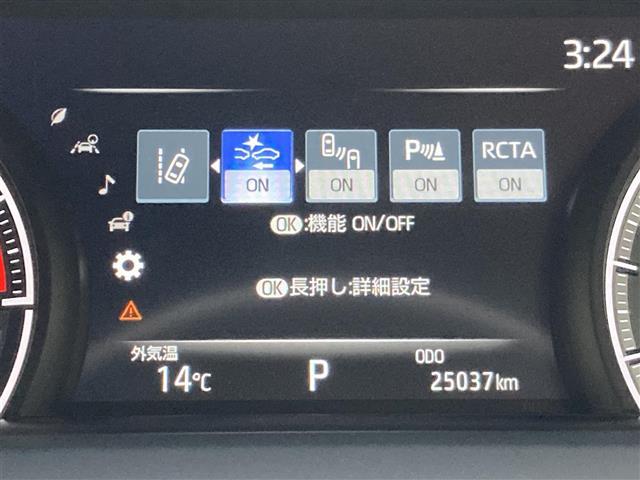 3:24
ON ON P ON RCTA ON
OK:機能 ON/OFF
OK長押し:詳細設定
外気温 ODO
14℃ P 25037km